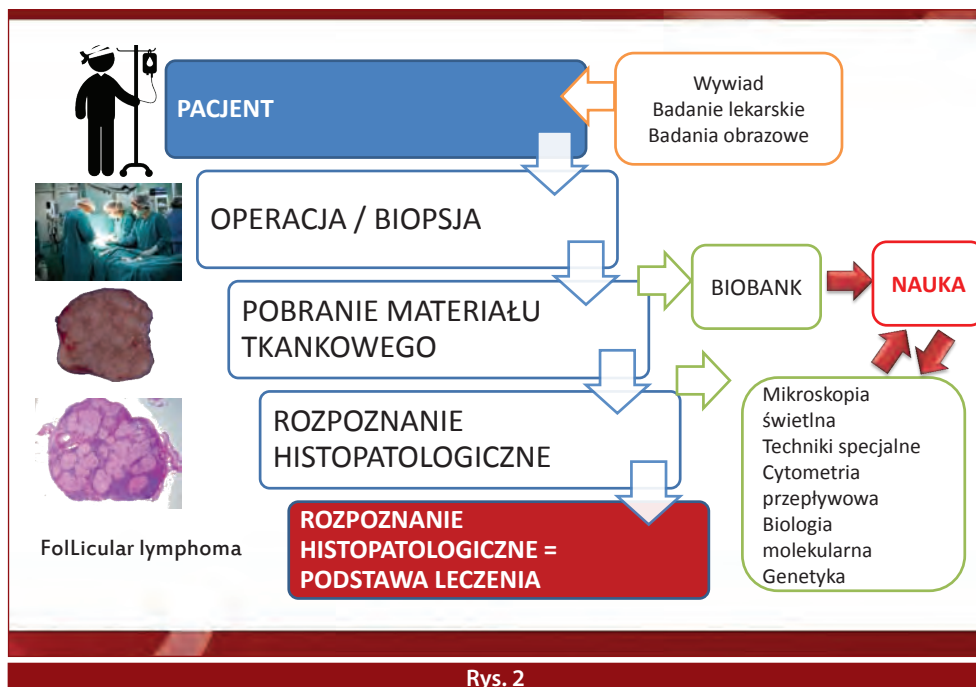 PACJENT
Wywiad
Badanie lekarskie
Badania obrazowe
OPERACJA / BIOPSJA
POBRANIE MATERIAŁU
TKANKOWEGO
BIOBANK
NAUKA
ROZPOZNANIE
HISTOPATOLOGICZNE
Mikroskopia
świetlna
Techniki specjalne
Cytometria
przepływowa
Biologia
molekularna
Genetyka
ROZPOZNANIE
HISTOPATOLOGICZNE =
PODSTAWA LECZENIA
FolLicular lymphoma
Rys. 2